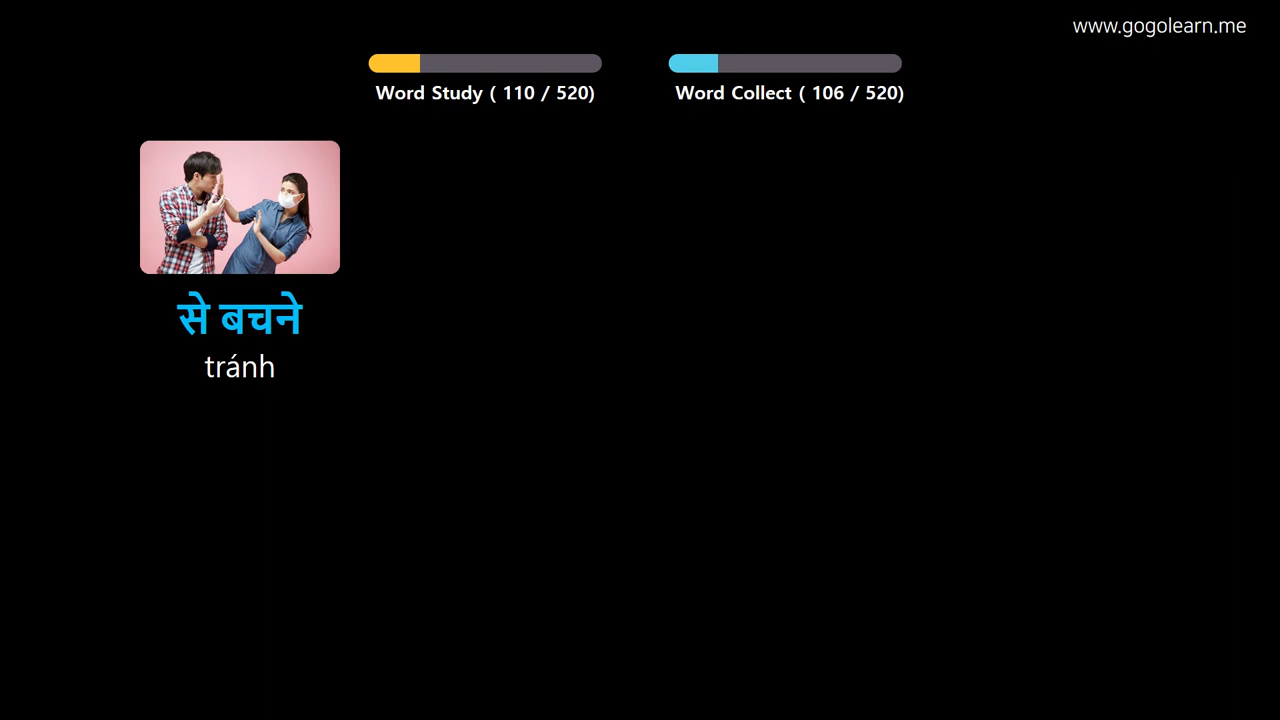 www.gogolearn.me
Word Study ( 110 / 520)
Word Collect ( 106 / 520)
से बचने
tránh